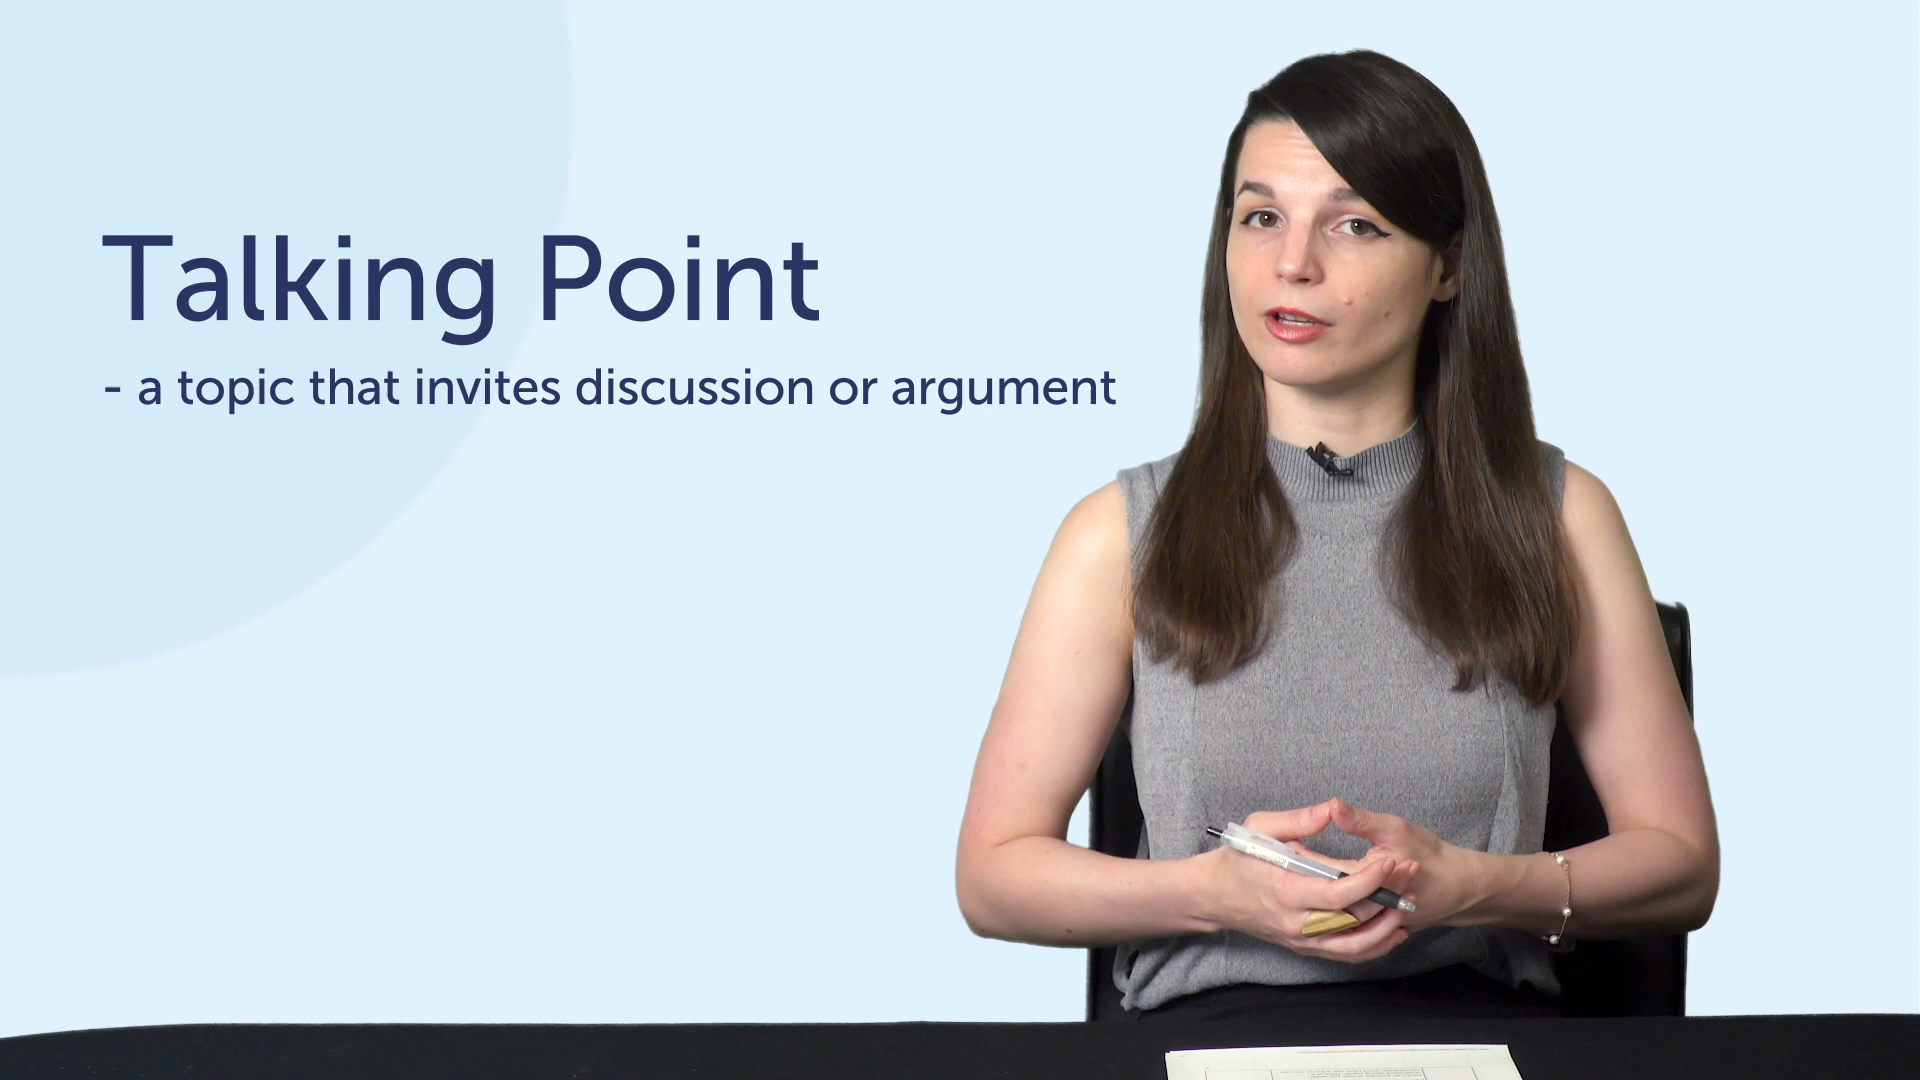 Talking Point
- a topic that invites discussion or argument